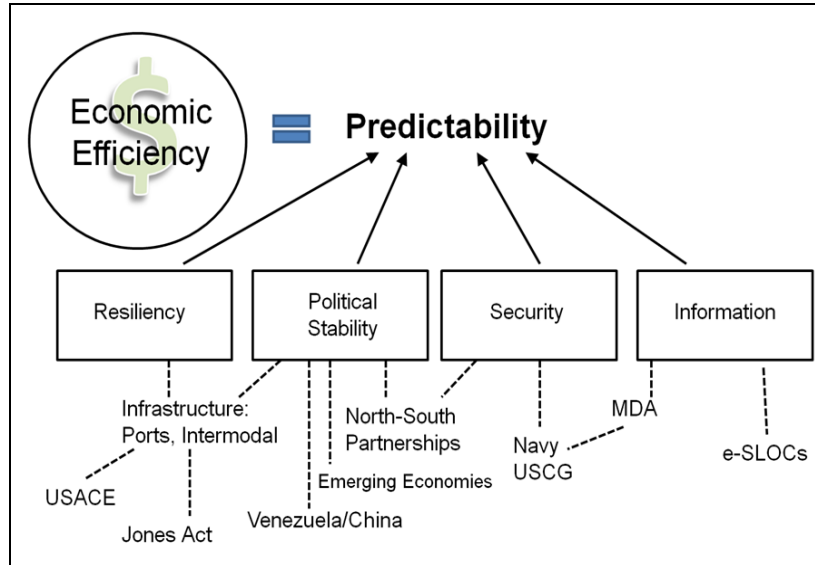 $
Economic
Efficiency
=
Predictability
Resiliency
Political
Stability
Security
Information
Infrastructure:
Ports, Intermodal
North-South
Partnerships
MDA
Navy
USCG
e-SLOCs
USACE
Emerging Economies
Jones Act
Venezuela/China